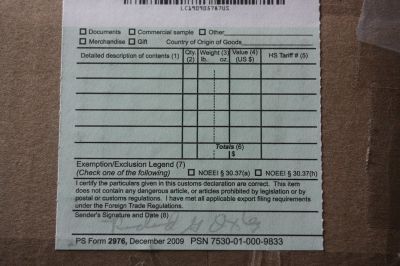 ☐ Documents ☐ Commercial sample ☐ Other
☐ Merchandise ☐ Gift Country of Origin of Goods
Detailed description of contents (1) Qty. (2) Weight (3) lb. oz. Value (4) (US $) HS Tariff # (5)
Totals (6)
$
Exemption/Exclusion Legend (7)
(Check one of the following) ☐ NOEEI § 30.37(a) ☐ NOEEI § 30.37(h)
I certify the particulars given in this customs declaration are correct. This item
does not contain any dangerous article, or articles prohibited by legislation or by
postal or customs regulations. I have met all applicable export filing requirements
under the Foreign Trade Regulations.
Sender's Signature and Date (8)
PS Form 2976, December 2009 PSN 7530-01-000-9833